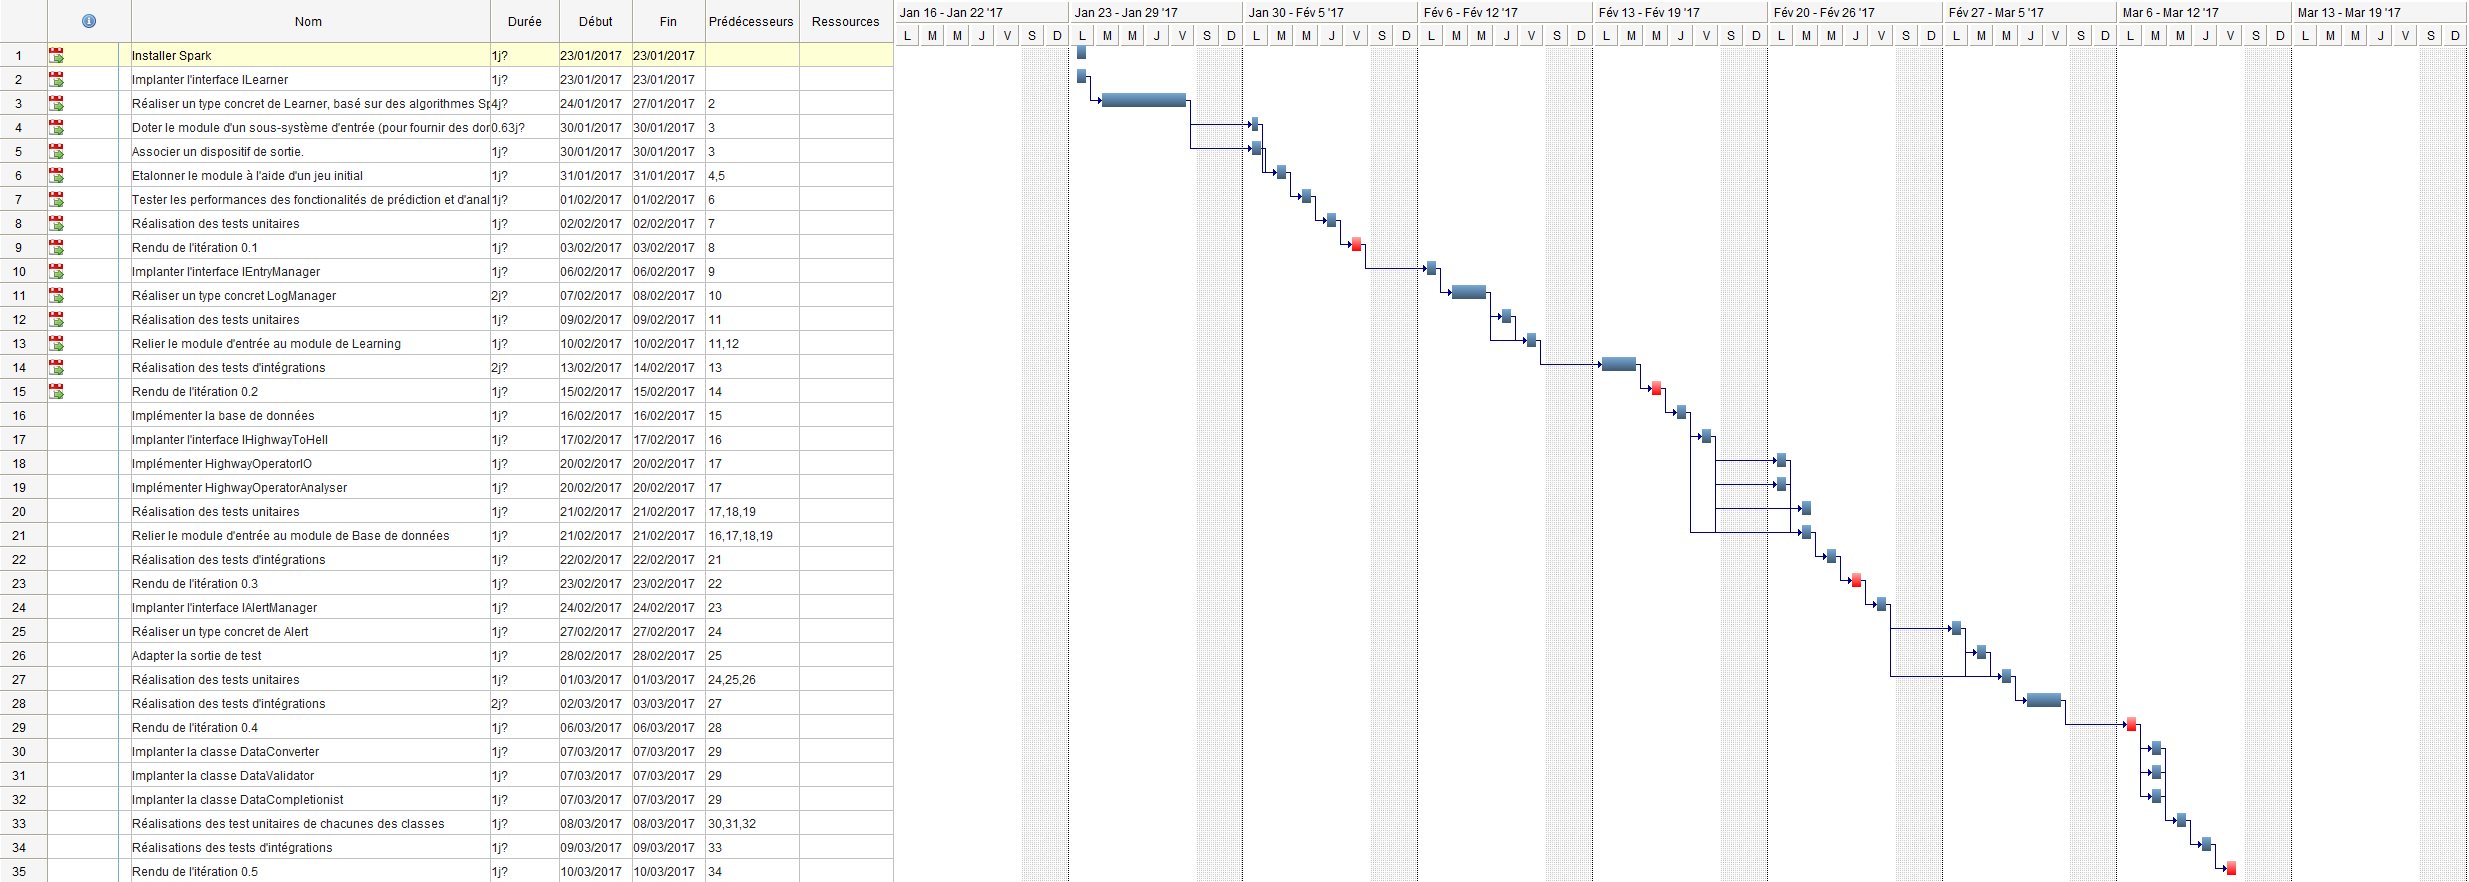 Nom Durée Début Fin Prédécesseurs Ressources
Jan 16 - Jan 22 '17 Jan 23 - Jan 29 '17 Jan 30 - Fév 5 '17 Fév 6 - Fév 12 '17 Fév 13 - Fév 19 '17 Fév 20 - Fév 26 '17 Fév 27 - Mar 5 '17 Mar 6 - Mar 12 '17 Mar 13 - Mar 19 '17
L M M J V S D L M M J V S D L M M J V S D L M M J V S D L M M J V S D L M M J V S D L M M J V S D L M M J V S D L M M J V S D
1 Installer Spark 1j? 23/01/2017 23/01/2017
2 Implanter l'interface ILearner 1j? 23/01/2017 23/01/2017
3 Réaliser un type concret de Learner, basé sur des algorithmes Sp 4j? 24/01/2017 27/01/2017 2
4 Doter le module d'un sous-système d'entrée (pour fournir des dor 0.63j? 30/01/2017 30/01/2017 3
5 Associer un dispositif de sortie. 1j? 30/01/2017 30/01/2017 3
6 Etalonner le module à l'aide d'un jeu initial 1j? 31/01/2017 31/01/2017 4,5
7 Tester les performances des fonctionalités de prédiction et d'anal 1j? 01/02/2017 01/02/2017 6
8 Réalisation des tests unitaires 1j? 02/02/2017 02/02/2017 7
9 Rendu de l'itération 0.1 1j? 03/02/2017 03/02/2017 8
10 Implanter l'interface IEntryManager 1j? 06/02/2017 06/02/2017 9
11 Réaliser un type concret LogManager 2j? 07/02/2017 08/02/2017 10
12 Réalisation des tests unitaires 1j? 09/02/2017 09/02/2017 11
13 Relier le module d'entrée au module de Learning 1j? 10/02/2017 10/02/2017 11,12
14 Réalisation des tests d'intégrations 2j? 13/02/2017 14/02/2017 13
15 Rendu de l'itération 0.2 1j? 15/02/2017 15/02/2017 14
16 Implémenter la base de données 1j? 16/02/2017 16/02/2017 15
17 Implanter l'interface IHighwayToHell 1j? 17/02/2017 17/02/2017 16
18 Implémenter HighwayOperatorIO 1j? 20/02/2017 20/02/2017 17
19 Implémenter HighwayOperatorAnalyser 1j? 20/02/2017 20/02/2017 17
20 Réalisation des tests unitaires 1j? 21/02/2017 21/02/2017 17,18,19
21 Relier le module d'entrée au module de Base de données 1j? 21/02/2017 21/02/2017 16,17,18,19
22 Réalisation des tests d'intégrations 1j? 22/02/2017 22/02/2017 21
23 Rendu de l'itération 0.3 1j? 23/02/2017 23/02/2017 22
24 Implanter l'interface IAlertManager 1j? 24/02/2017 24/02/2017 23
25 Réaliser un type concret de Alert 1j? 27/02/2017 27/02/2017 24
26 Adapter la sortie de test 1j? 28/02/2017 28/02/2017 25
27 Réalisation des tests unitaires 1j? 01/03/2017 01/03/2017 24,25,26
28 Réalisation des tests d'intégrations 2j? 02/03/2017 03/03/2017 27
29 Rendu de l'itération 0.4 1j? 06/03/2017 06/03/2017 28
30 Implanter la classe DataConverter 1j? 07/03/2017 07/03/2017 29
31 Implanter la classe DataValidator 1j? 07/03/2017 07/03/2017 29
32 Implanter la classe DataCompletionist 1j? 07/03/2017 07/03/2017 29
33 Réalisations des test unitaires de chacunes des classes 1j? 08/03/2017 08/03/2017 30,31,32
34 Réalisations des tests d'intégrations 1j? 09/03/2017 09/03/2017 33
35 Rendu de l'itération 0.5 1j? 10/03/2017 10/03/2017 34